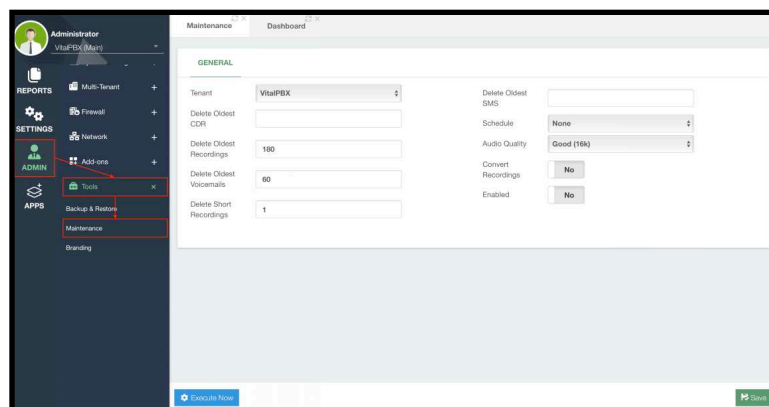 Administrator
VitalPBX (Main)
REPORTS
SETTINGS
ADMIN
APPS
Multi-Tenant +
Firewall +
Network +
Add-ons +
Tools ×
Backup & Restore
Maintenance
Branding
Maintenance
Dashboard
GENERAL
Tenant VitalPBX
Delete Oldest
CDR
Delete Oldest
Recordings
180
Delete Oldest
Voicemails
60
Delete Short
Recordings
1
Delete Oldest
SMS
Schedule None
Audio Quality Good (16k)
Convert
Recordings
No
Enabled No
Execute Now
Save